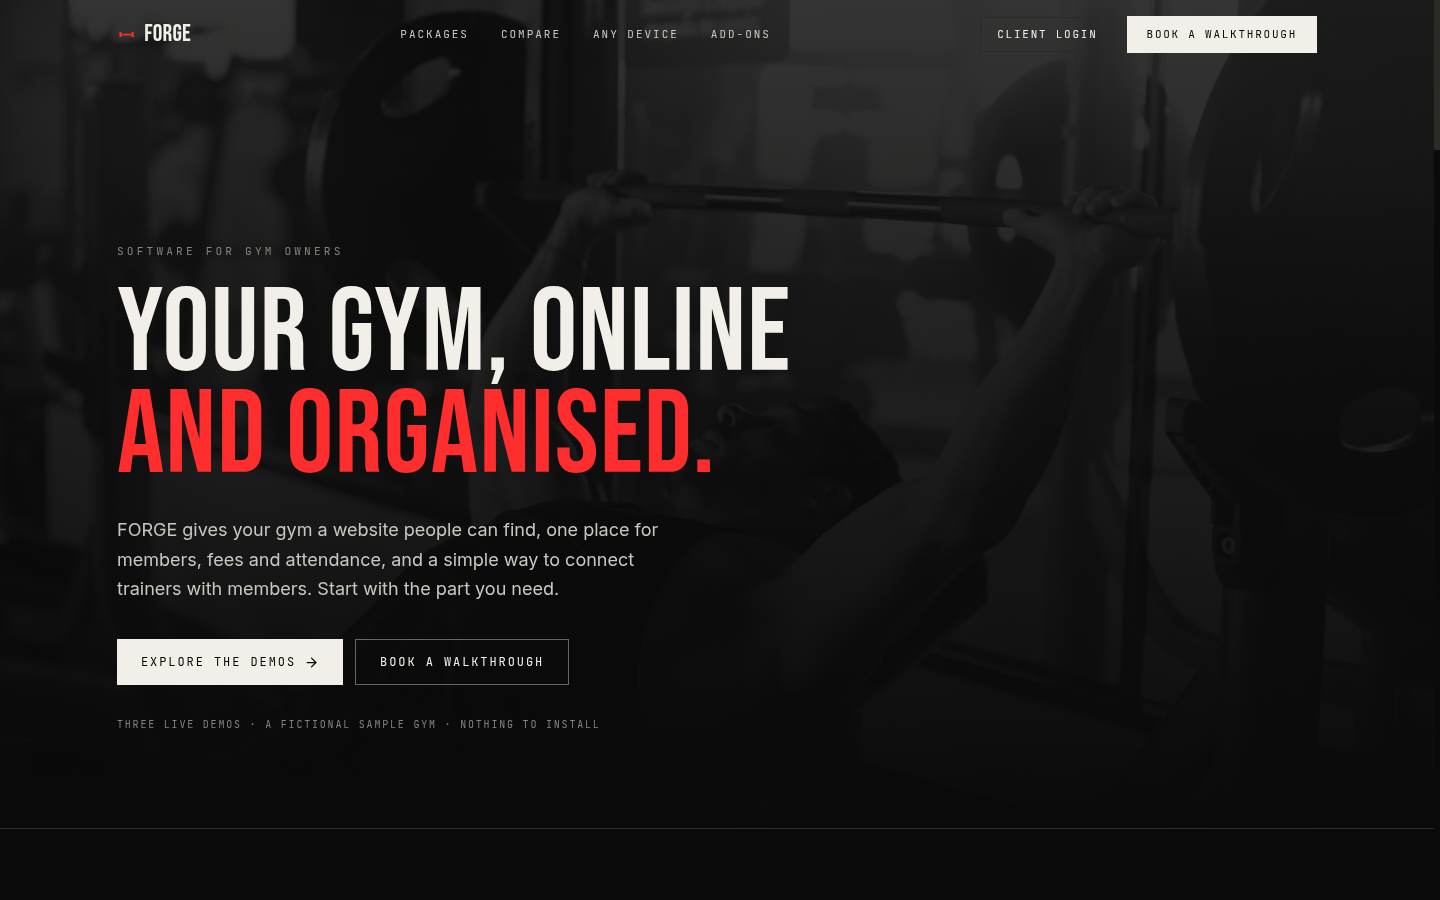 FORGE
PACKAGES
COMPARE
ANY DEVICE
ADD-ONS
CLIENT LOGIN
BOOK A WALKTHROUGH
SOFTWARE FOR GYM OWNERS
YOUR GYM, ONLINE
AND ORGANISED.
FORGE gives your gym a website people can find, one place for
members, fees and attendance, and a simple way to connect
trainers with members. Start with the part you need.
EXPLORE THE DEMOS →
BOOK A WALKTHROUGH
THREE LIVE DEMOS · A FICTIONAL SAMPLE GYM · NOTHING TO INSTALL